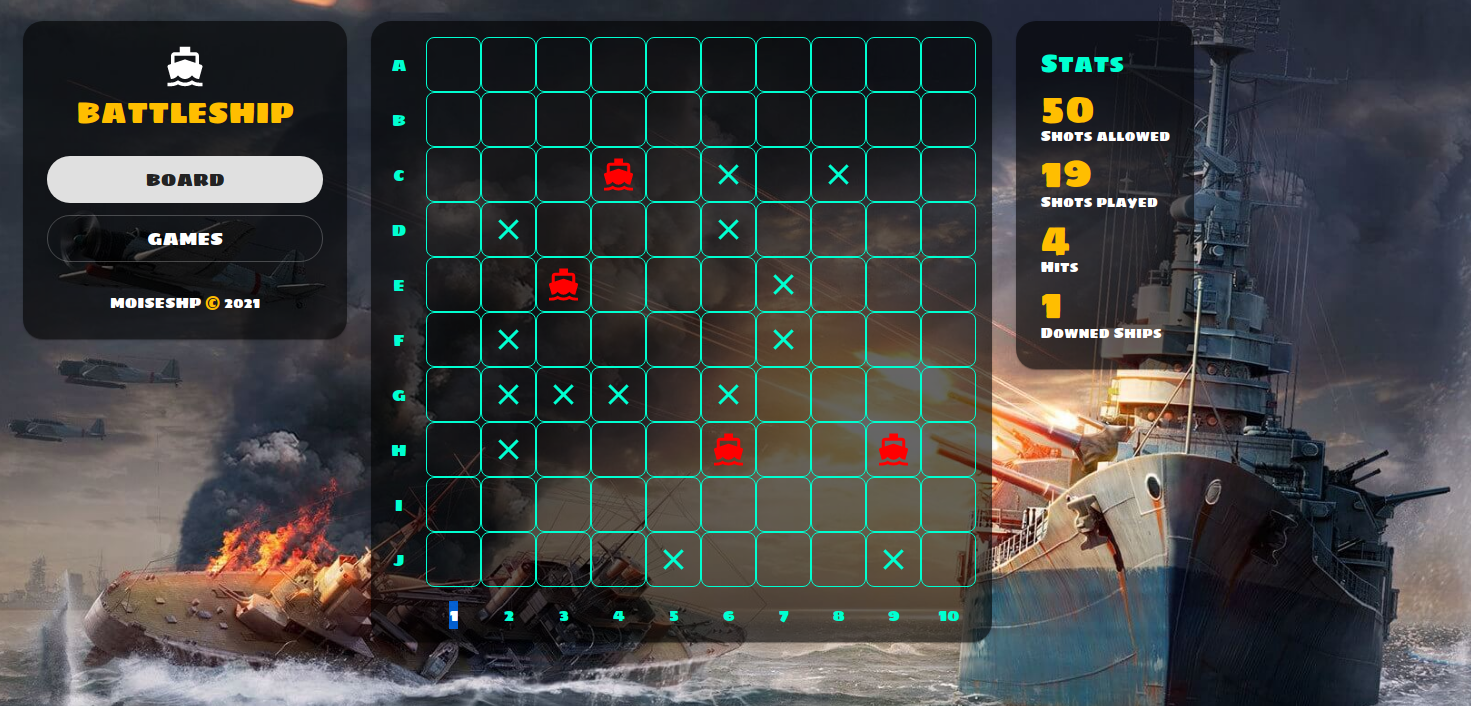 BATTLESHIP
BOARD
GAMES
MOISESHP © 2021
A
B
C
D
E
F
G
H
I
J
1 2 3 4 5 6 7 8 9 10
STATS
50
SHOTS ALLOWED
19
SHOTS PLAYED
4
HITS
1
DOWNED SHIPS